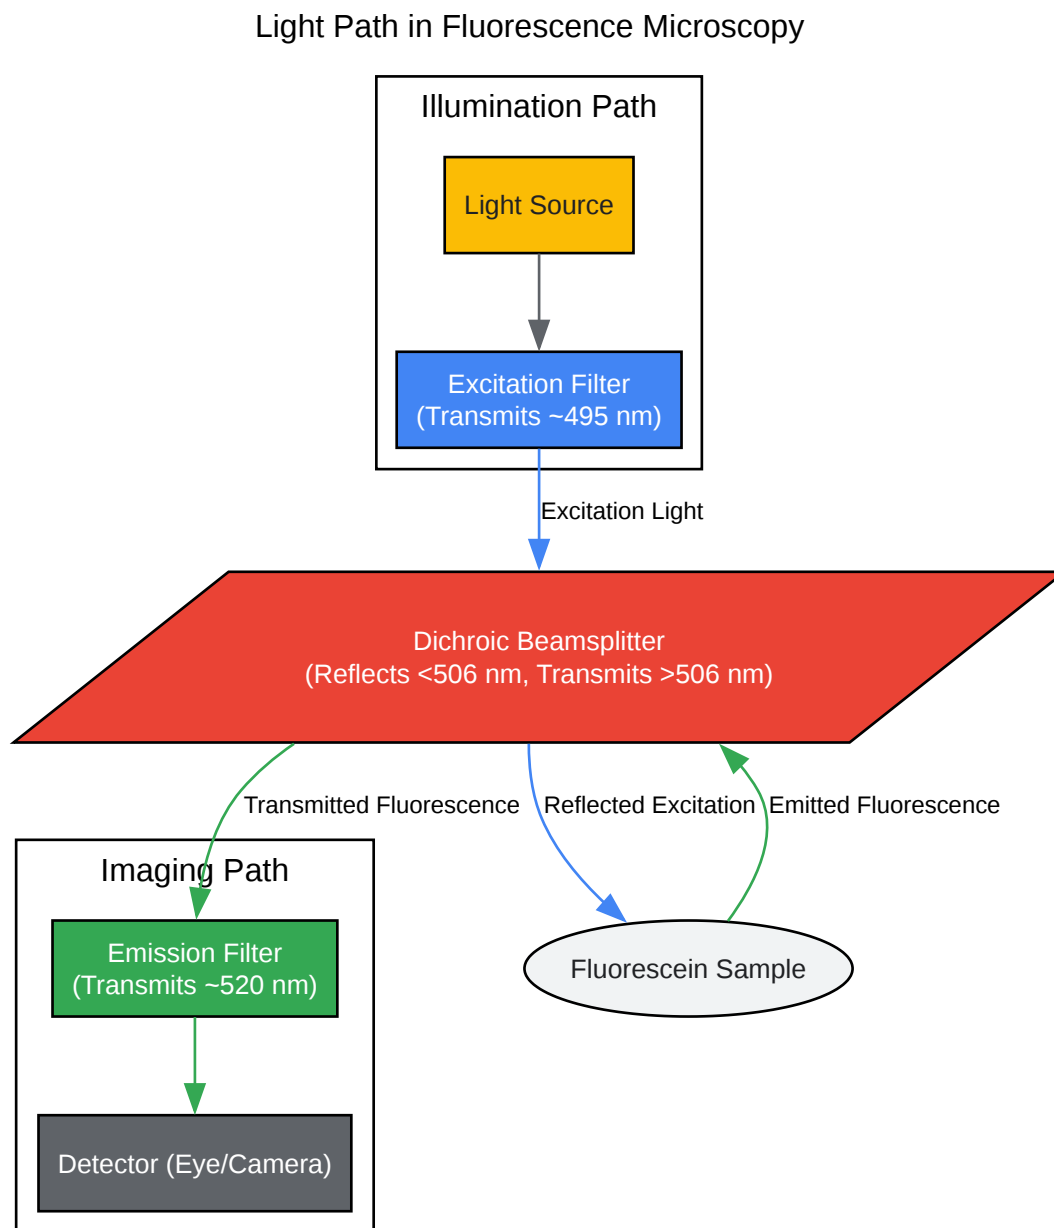 Light Path in Fluorescence Microscopy
Illumination Path
Light Source
Excitation Filter
(Transmits ~495 nm)
Excitation Light
Dichroic Beamsplitter
(Reflects <506 nm, Transmits >506 nm)
Transmitted Fluorescence
Reflected Excitation
Emitted Fluorescence
Imaging Path
Emission Filter
(Transmits ~520 nm)
Fluorescein Sample
Detector (Eye/Camera)